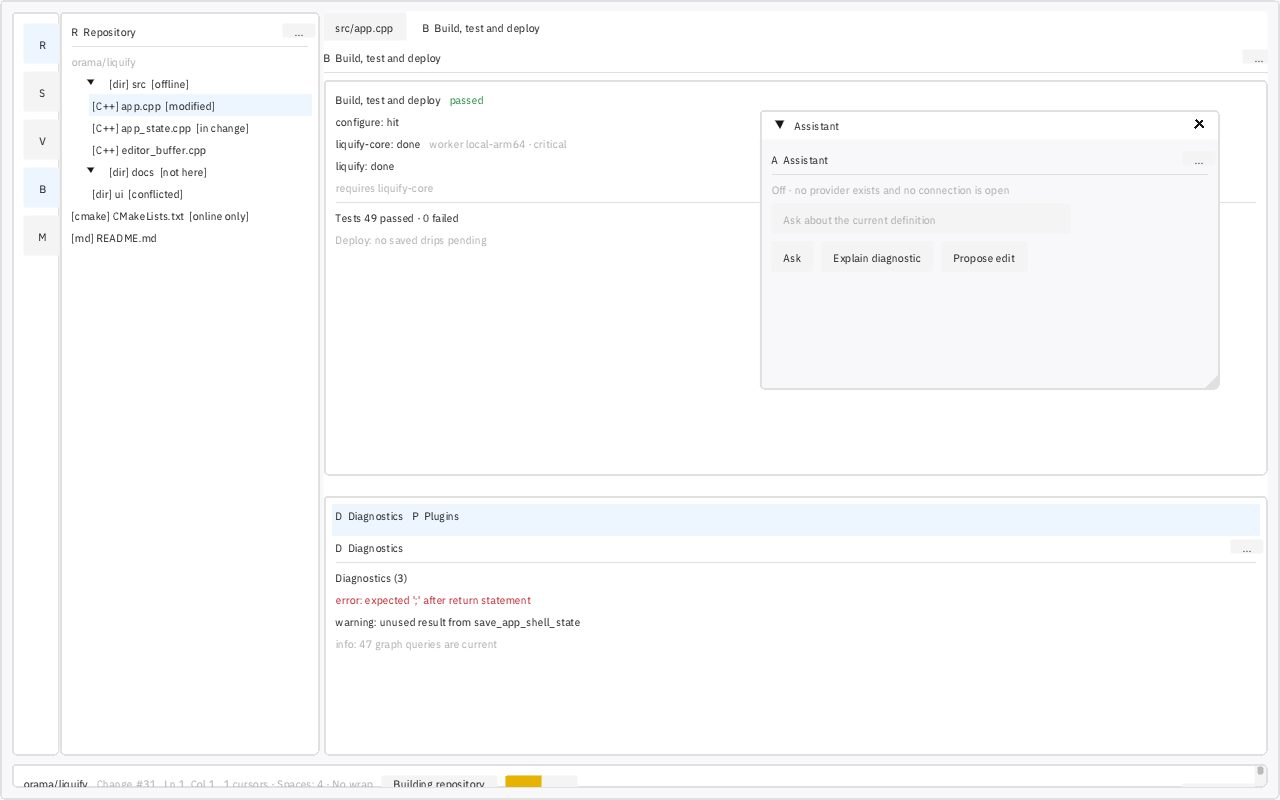 R
S
V
B
M
R Repository
...
orama/liquify
[dir] src [offline]
[C++] app.cpp [modified]
[C++] app_state.cpp [in change]
[C++] editor_buffer.cpp
[dir] docs [not here]
[dir] ui [conflicted]
[cmake] CMakeLists.txt [online only]
[md] README.md
src/app.cpp B Build, test and deploy
B Build, test and deploy
...
Build, test and deploy passed
configure: hit
liquify-core: done worker local-arm64 · critical
liquify: done
requires liquify-core
Tests 49 passed · 0 failed
Deploy: no saved drips pending
Assistant
A Assistant
...
Off · no provider exists and no connection is open
Ask about the current definition
Ask Explain diagnostic Propose edit
D Diagnostics P Plugins
D Diagnostics
...
Diagnostics (3)
error: expected ';' after return statement
warning: unused result from save_app_shell_state
info: 47 graph queries are current
orama/liquify Change #31 Ln 1, Col 1 1 cursors · Spaces: 4 · No wrap Building repository